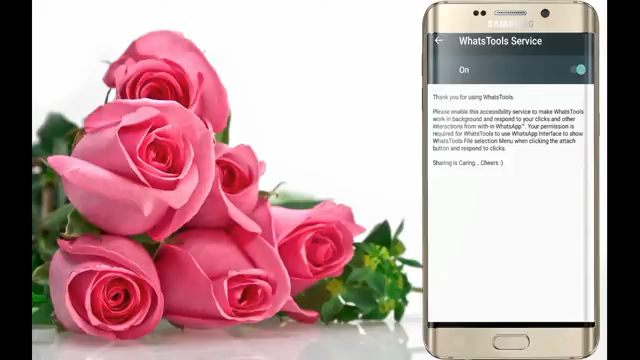 SAMSUNG
WhatsTools Service
On
Thank you for using WhatsTools.
Please enable this accessibility service to make WhatsTools
work in background and respond to your clicks and other
interactions from with-in WhatsApp™. Your permission is
required for WhatsTools to use WhatsApp Interface to show
WhatsTools File selection Menu when clicking the attach
button and respond to clicks.
Sharing is Caring... Cheers :)